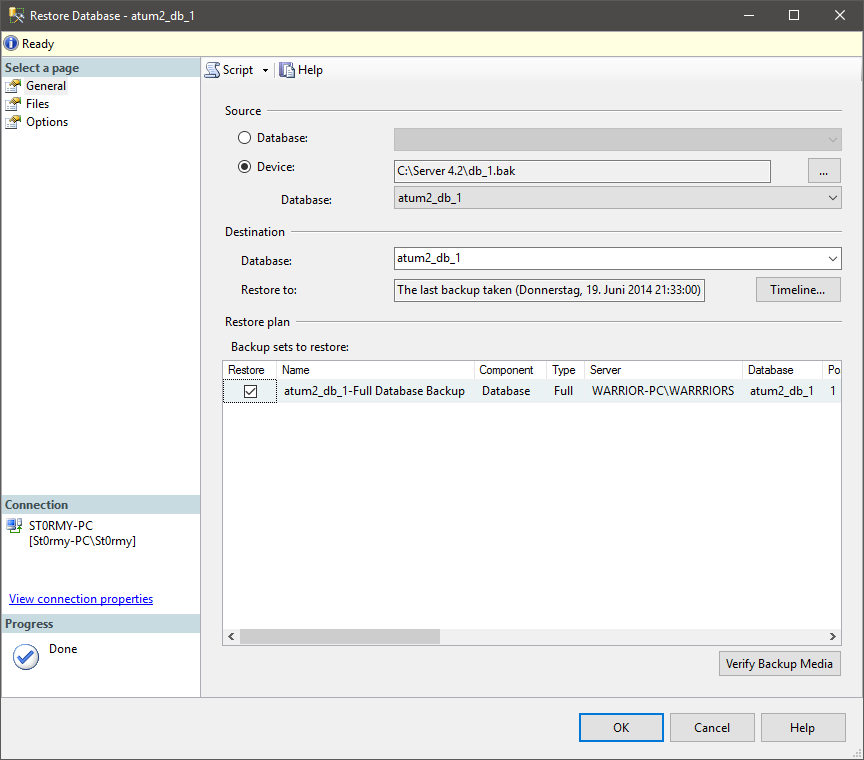 Restore Database - atum2_db_1
Ready
Select a page
General
Files
Options
Script
Help
Source
Database:
Device:
C:\Server 4.2\db_1.bak
...
Database:
atum2_db_1
Destination
Database:
atum2_db_1
Restore to:
The last backup taken (Donnerstag, 19. Juni 2014 21:33:00)
Timeline...
Restore plan
Backup sets to restore:
Restore Name Component Type Server Database Po
atum2_db_1-Full Database Backup Database Full WARRIOR-PC\WARRRIORS atum2_db_1 1
Connection
ST0RMY-PC
[St0rmy-PC\St0rmy]
View connection properties
Progress
Done
Verify Backup Media
OK
Cancel
Help